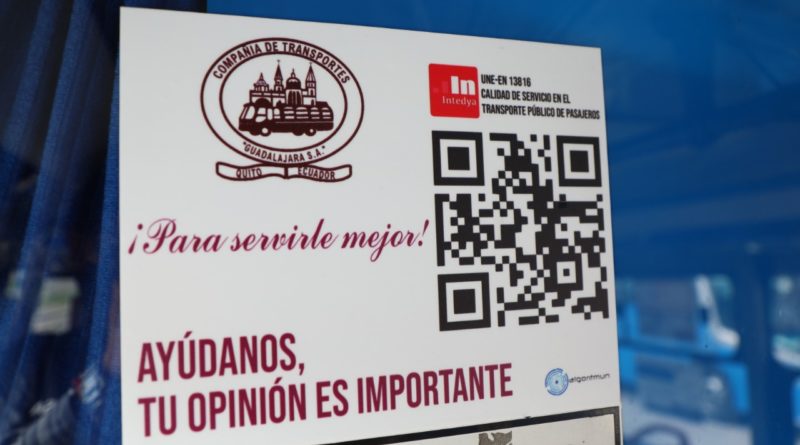 COMPAÑIA DE TRANSPORTES
"GUADALAJARA S.A."
QUITO ECUADOR
¡Para servirle mejor!
In
Intedya
UNE-EN 13816
CALIDAD DE SERVICIO EN EL
TRANSPORTE PÚBLICO DE PASAJEROS
AYÚDANOS,
TU OPINIÓN ES IMPORTANTE
algoritmun